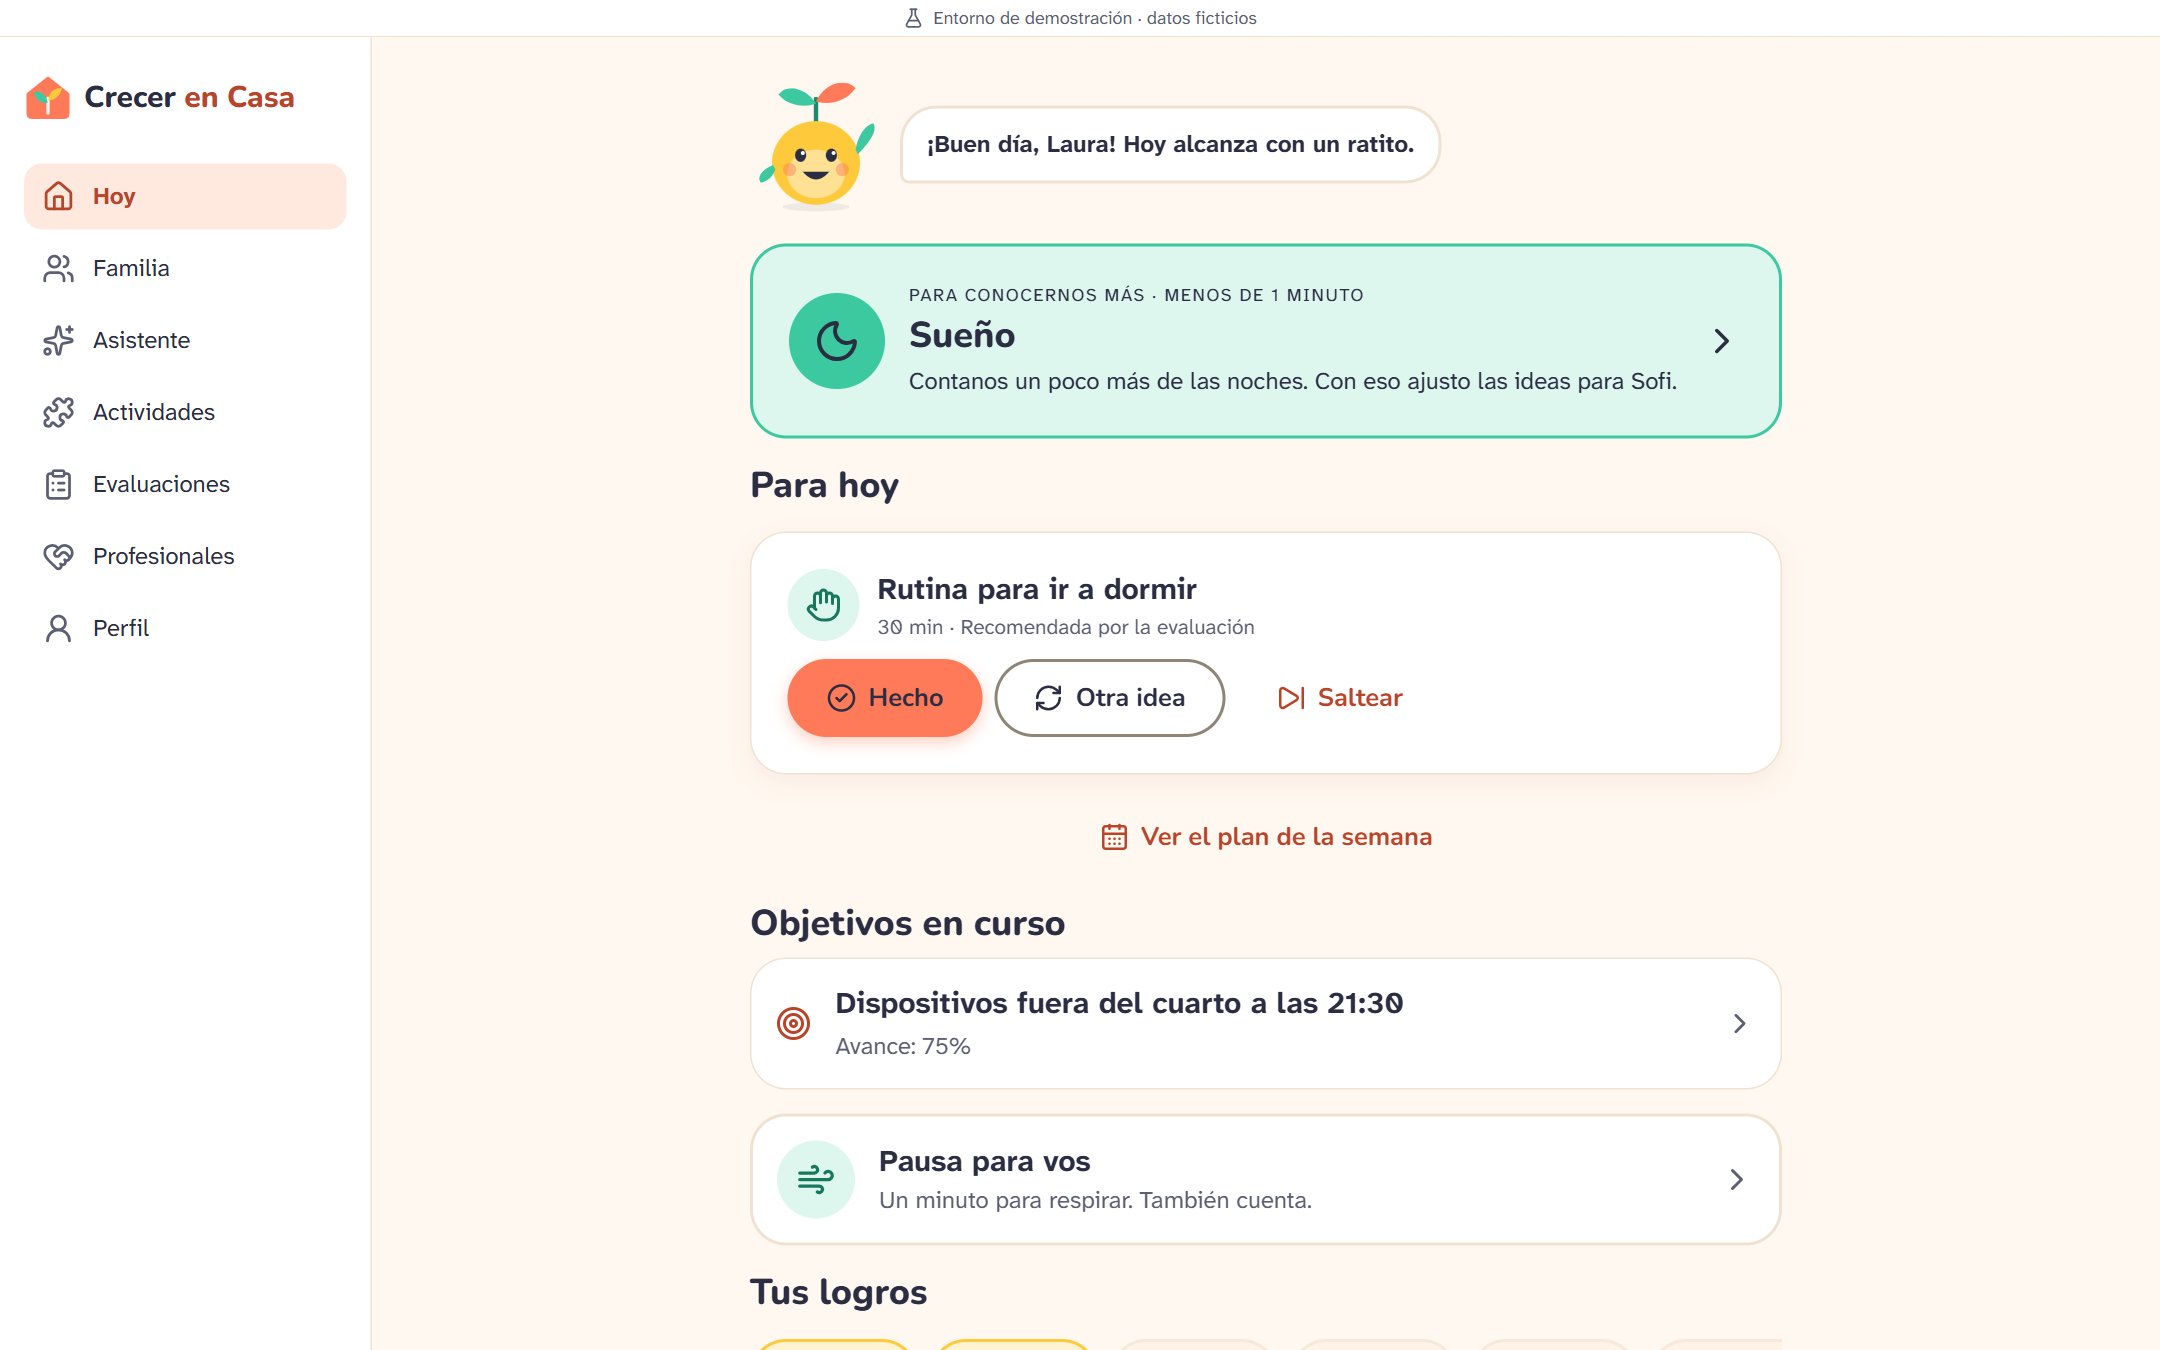 Entorno de demostración · datos ficticios
Crecer en Casa
Hoy
Familia
Asistente
Actividades
Evaluaciones
Profesionales
Perfil
¡Buen día, Laura! Hoy alcanza con un ratito.
PARA CONOCERNOS MÁS · MENOS DE 1 MINUTO
Sueño
Contanos un poco más de las noches. Con eso ajusto las ideas para Sofi.
Para hoy
Rutina para ir a dormir
30 min · Recomendada por la evaluación
Hecho
Otra idea
Saltear
Ver el plan de la semana
Objetivos en curso
Dispositivos fuera del cuarto a las 21:30
Avance: 75%
Pausa para vos
Un minuto para respirar. También cuenta.
Tus logros